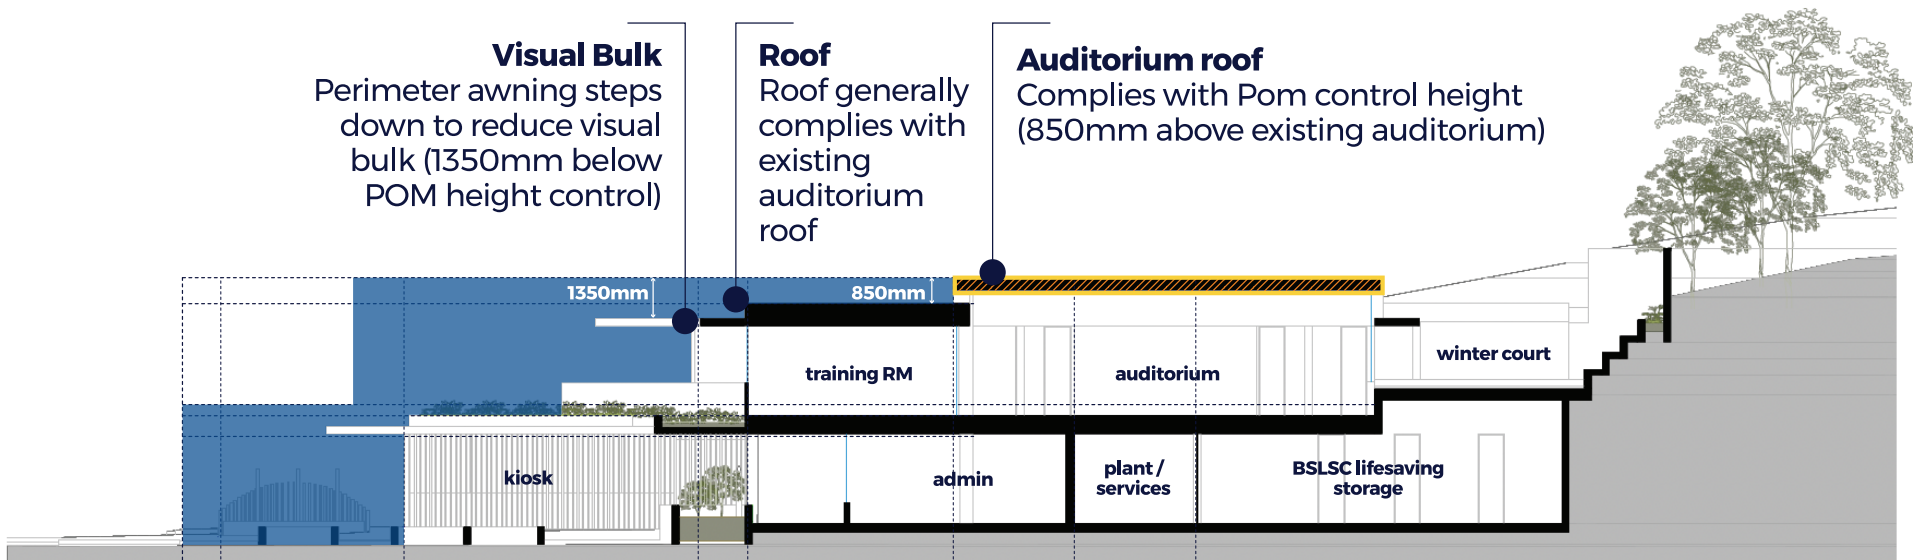 Visual Bulk
Perimeter awning steps
down to reduce visual
bulk (1350mm below
POM height control)
Roof
Roof generally
complies with
existing
auditorium
roof
Auditorium roof
Complies with Pom control height
(850mm above existing auditorium)
1350mm
850mm
training RM
auditorium
winter court
kiosk
admin
plant /
services
BSLSC lifesaving
storage